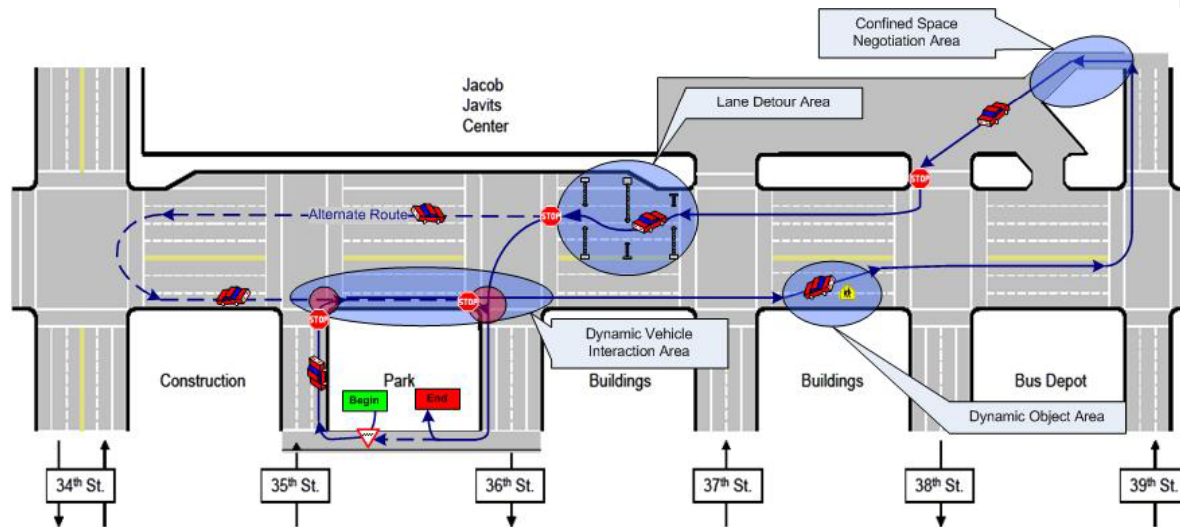 Confined Space
Negotiation Area
Jacob
Javits
Center
Lane Detour Area
STOP
Alternate Route
STOP
STOP
STOP
Dynamic Vehicle
Interaction Area
Construction
Park
Buildings
Buildings
Bus Depot
Begin
End
Dynamic Object Area
34th St.
35th St.
36th St.
37th St.
38th St.
39th St.